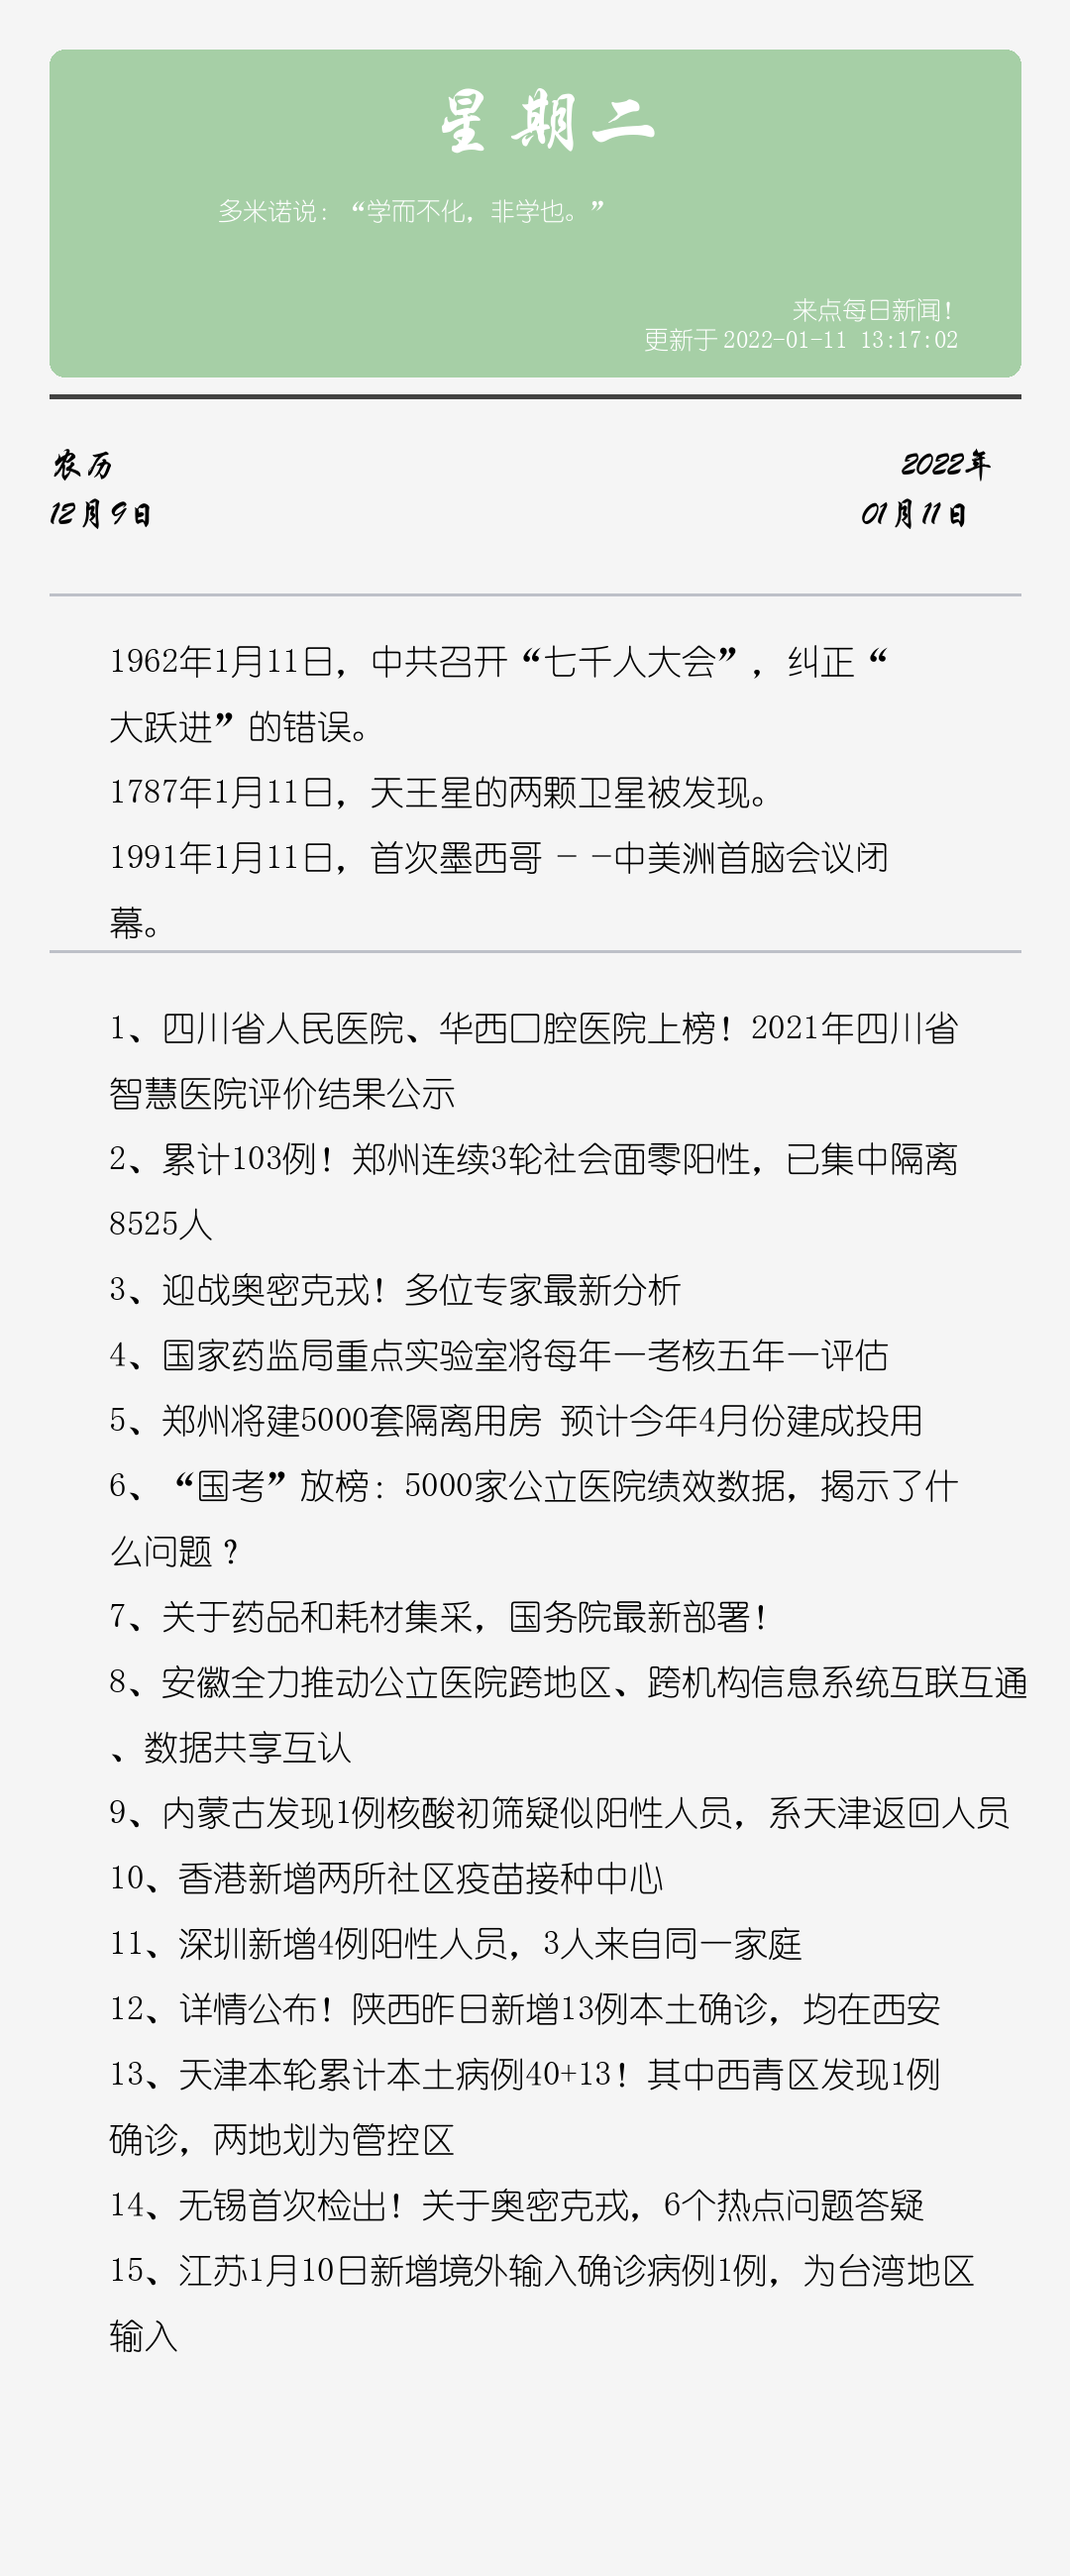 星期二
多米诺说：“学而不化，非学也。”
来点每日新闻！
更新于 2022-01-11 13:17:02
农历
2022年
12月9日
01月11日
1962年1月11日，中共召开“七千人大会”，纠正“
大跃进”的错误。
1787年1月11日，天王星的两颗卫星被发现。
1991年1月11日，首次墨西哥 - -中美洲首脑会议闭
幕。
1、四川省人民医院、华西口腔医院上榜！2021年四川省
智慧医院评价结果公示
2、累计103例！郑州连续3轮社会面零阳性，已集中隔离
8525人
3、迎战奥密克戎！多位专家最新分析
4、国家药监局重点实验室将每年一考核五年一评估
5、郑州将建5000套隔离用房 预计今年4月份建成投用
6、“国考”放榜：5000家公立医院绩效数据，揭示了什
么问题？
7、关于药品和耗材集采，国务院最新部署！
8、安徽全力推动公立医院跨地区、跨机构信息系统互联互通
、数据共享互认
9、内蒙古发现1例核酸初筛疑似阳性人员，系天津返回人员
10、香港新增两所社区疫苗接种中心
11、深圳新增4例阳性人员，3人来自同一家庭
12、详情公布！陕西昨日新增13例本土确诊，均在西安
13、天津本轮累计本土病例40+13！其中西青区发现1例
确诊，两地划为管控区
14、无锡首次检出！关于奥密克戎，6个热点问题答疑
15、江苏1月10日新增境外输入确诊病例1例，为台湾地区
输入